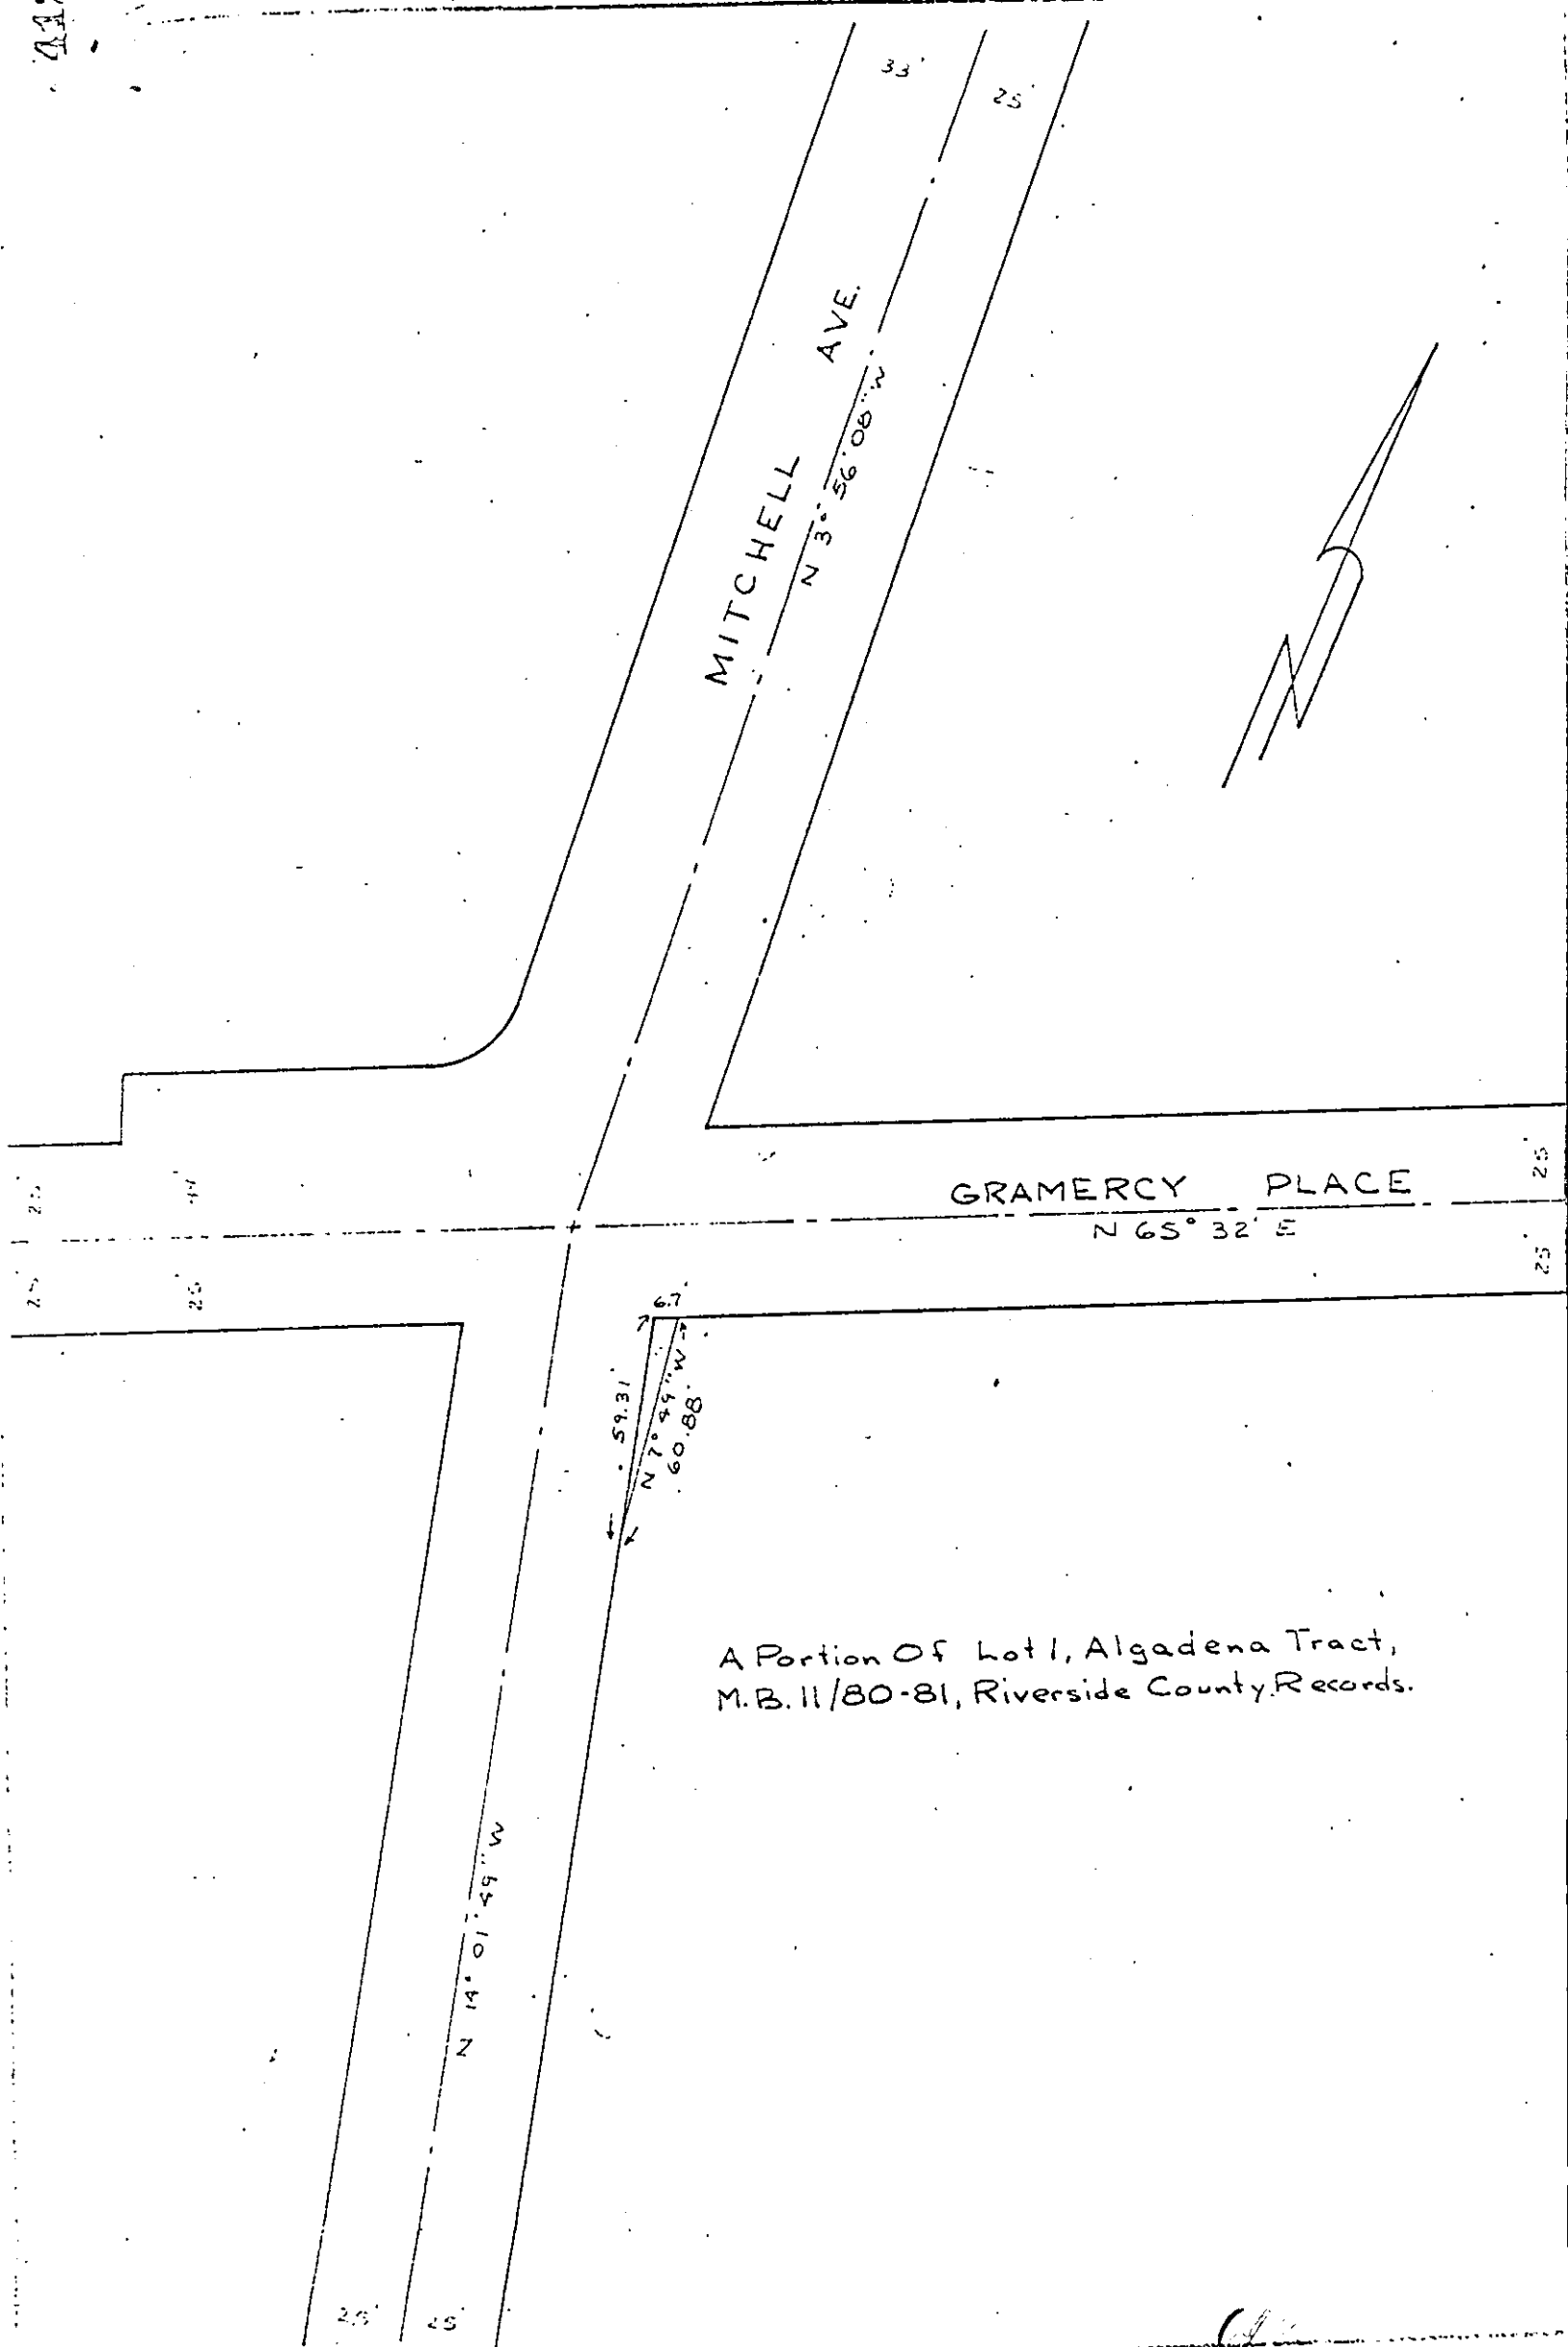 33'
25'
MITCHELL AVE.
N 3° 56' 08" W
N
25'
44'
GRAMERCY PLACE
25'
N 65° 32' E
25'
25'
25'
6.7'
59.31'
N 7° 49" W
60.88'
A Portion Of Lot 1, Algadena Tract,
M.B. 11/80-81, Riverside County Records.
N 14° 01' 49" W
25'
25'